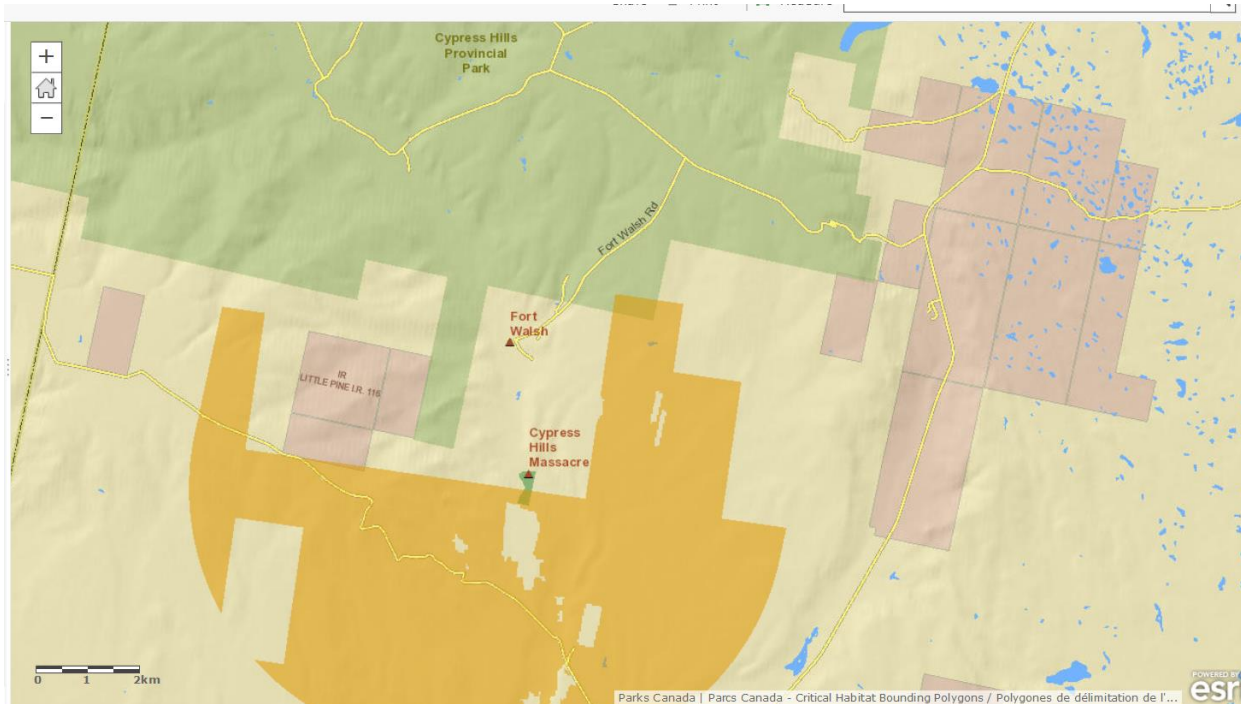 +
−
Cypress Hills
Provincial
Park
Fort Walsh Rd
Fort
Walsh
IR
LITTLE PINE I.R. 116
Cypress
Hills
Massacre
0 1 2km
Parks Canada | Parcs Canada - Critical Habitat Bounding Polygons / Polygones de délimitation de l'...
POWERED BY
esr